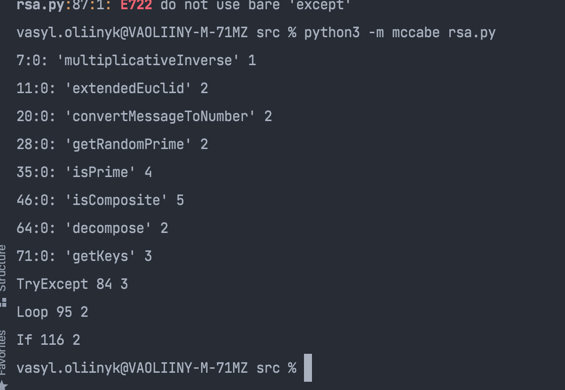 rsa.py:87:1: E722 do not use bare 'except'
vasyl.oliinyk@VAOLIINY-M-71MZ src % python3 -m mccabe rsa.py
7:0: 'multiplicativeInverse' 1
11:0: 'extendedEuclid' 2
20:0: 'convertMessageToNumber' 2
28:0: 'getRandomPrime' 2
35:0: 'isPrime' 4
46:0: 'isComposite' 5
64:0: 'decompose' 2
71:0: 'getKeys' 3
TryExcept 84 3
Loop 95 2
If 116 2
vasyl.oliinyk@VAOLIINY-M-71MZ src %
Structure
Favorites